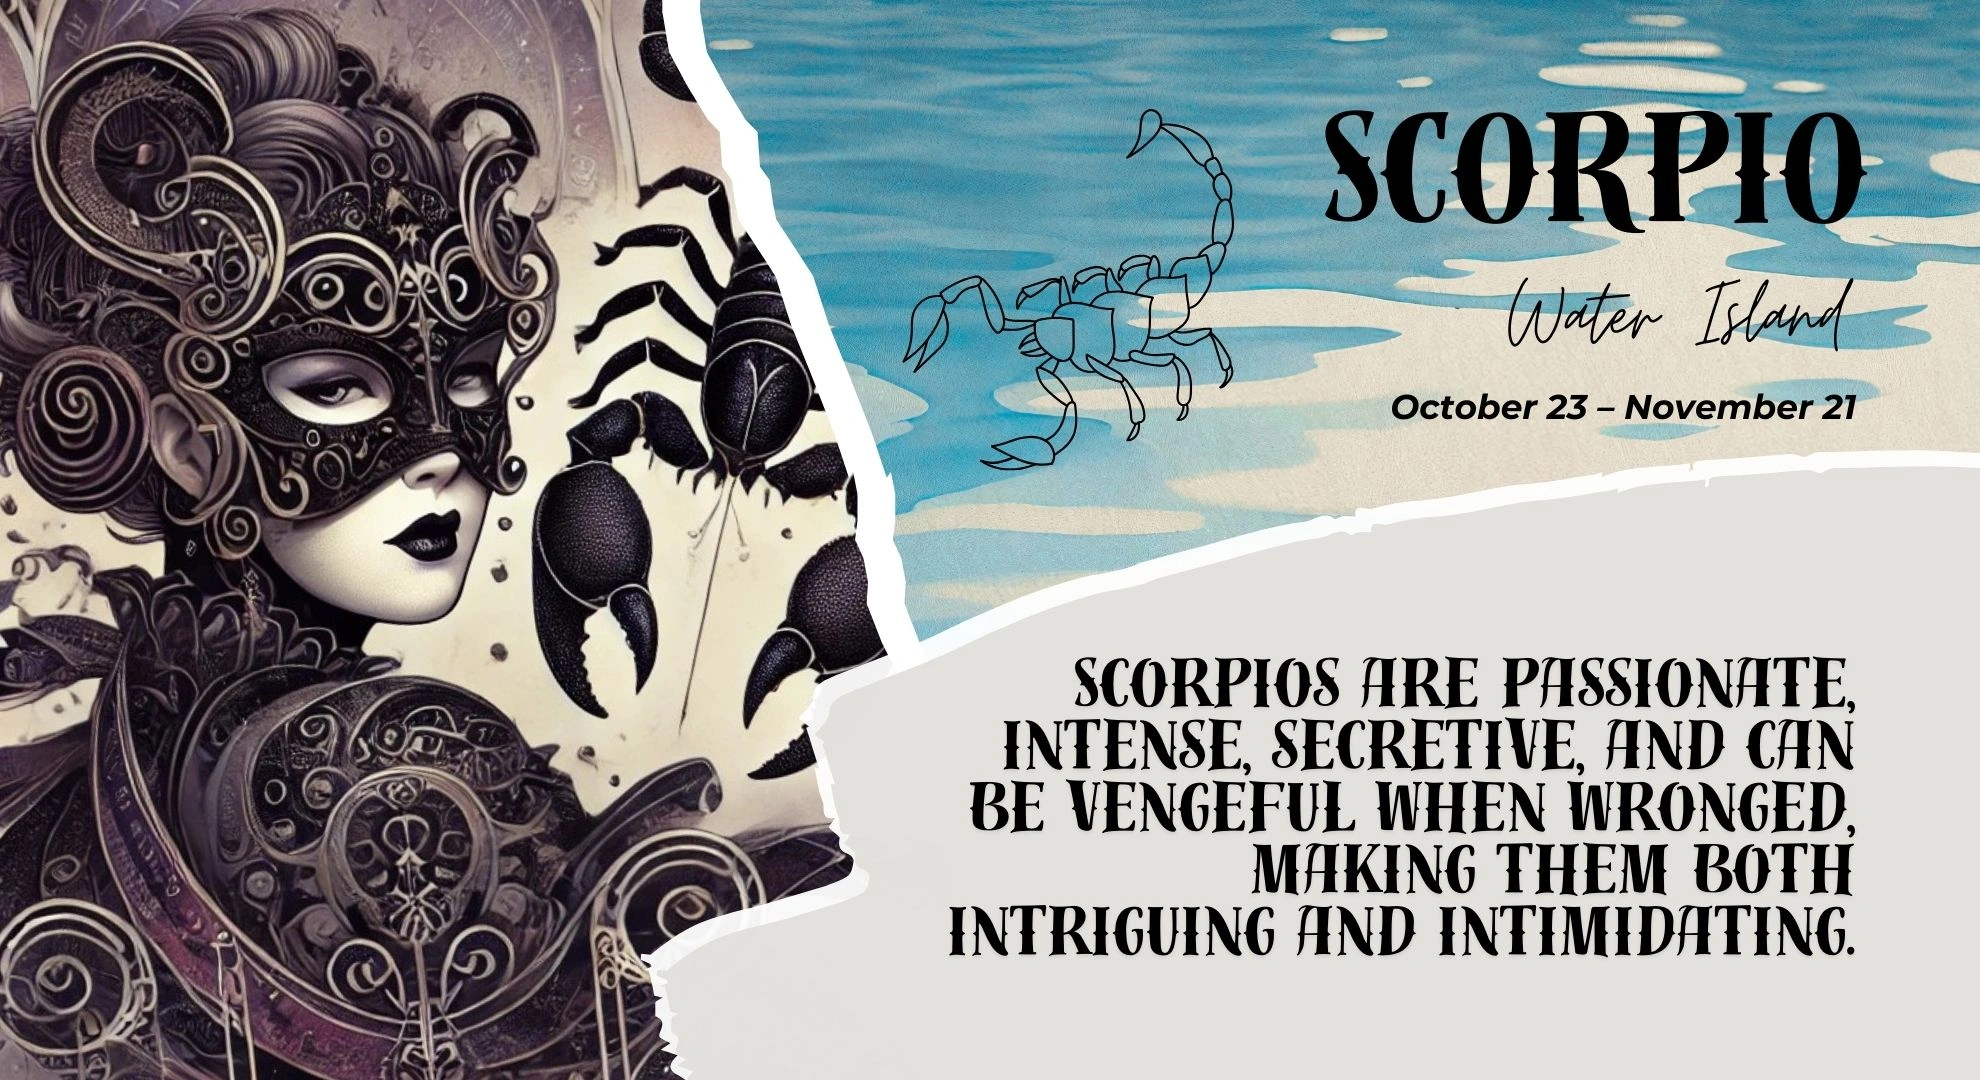 SCORPIO
Water Island
October 23 – November 21
SCORPIOS ARE PASSIONATE,
INTENSE, SECRETIVE, AND CAN
BE VENGEFUL WHEN WRONGED,
MAKING THEM BOTH
INTRIGUING AND INTIMIDATING.